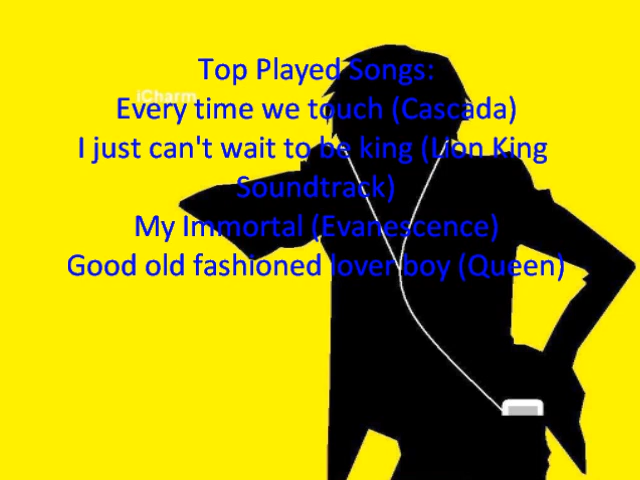 Top Played Songs:
iCharm
Every time we touch (Cascada)
I just can't wait to be king (Lion King
Soundtrack)
My Immortal (Evanescence)
Good old fashioned lover boy (Queen)